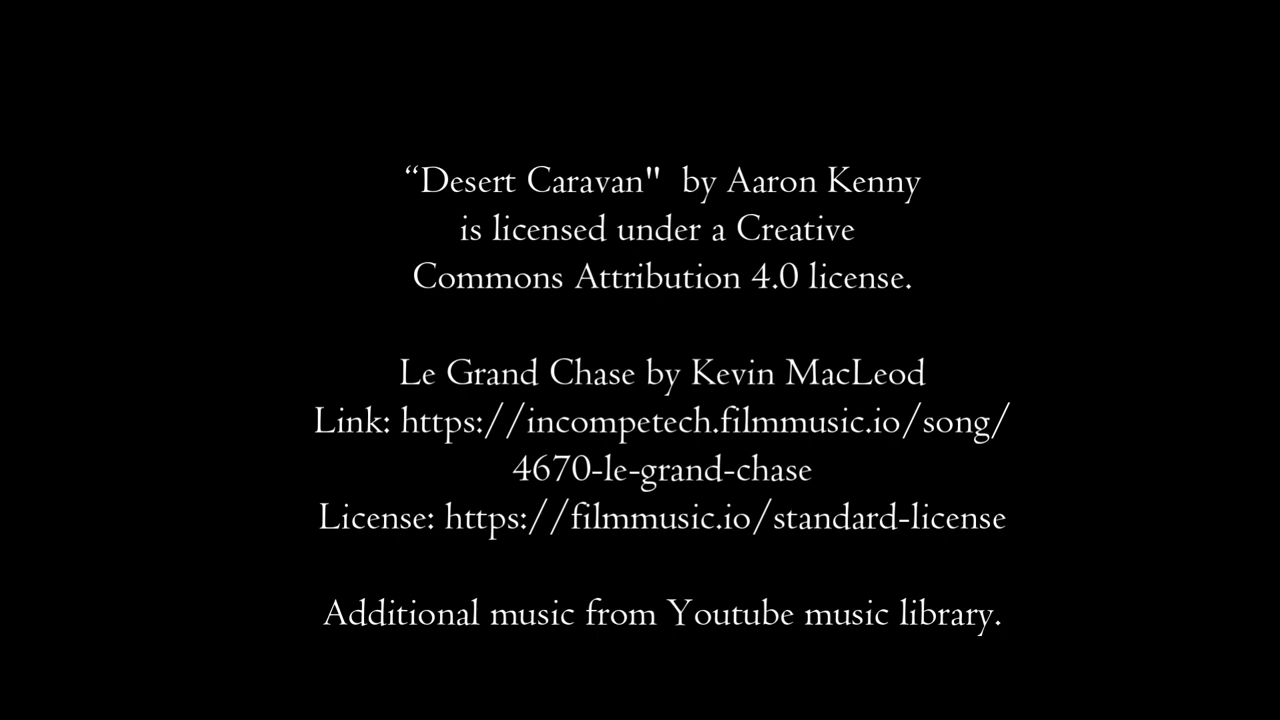 “Desert Caravan"  by Aaron Kenny
is licensed under a Creative
Commons Attribution 4.0 license.
Le Grand Chase by Kevin MacLeod
Link: https://incompetech.filmmusic.io/song/
4670-le-grand-chase
License: https://filmmusic.io/standard-license
Additional music from Youtube music library.